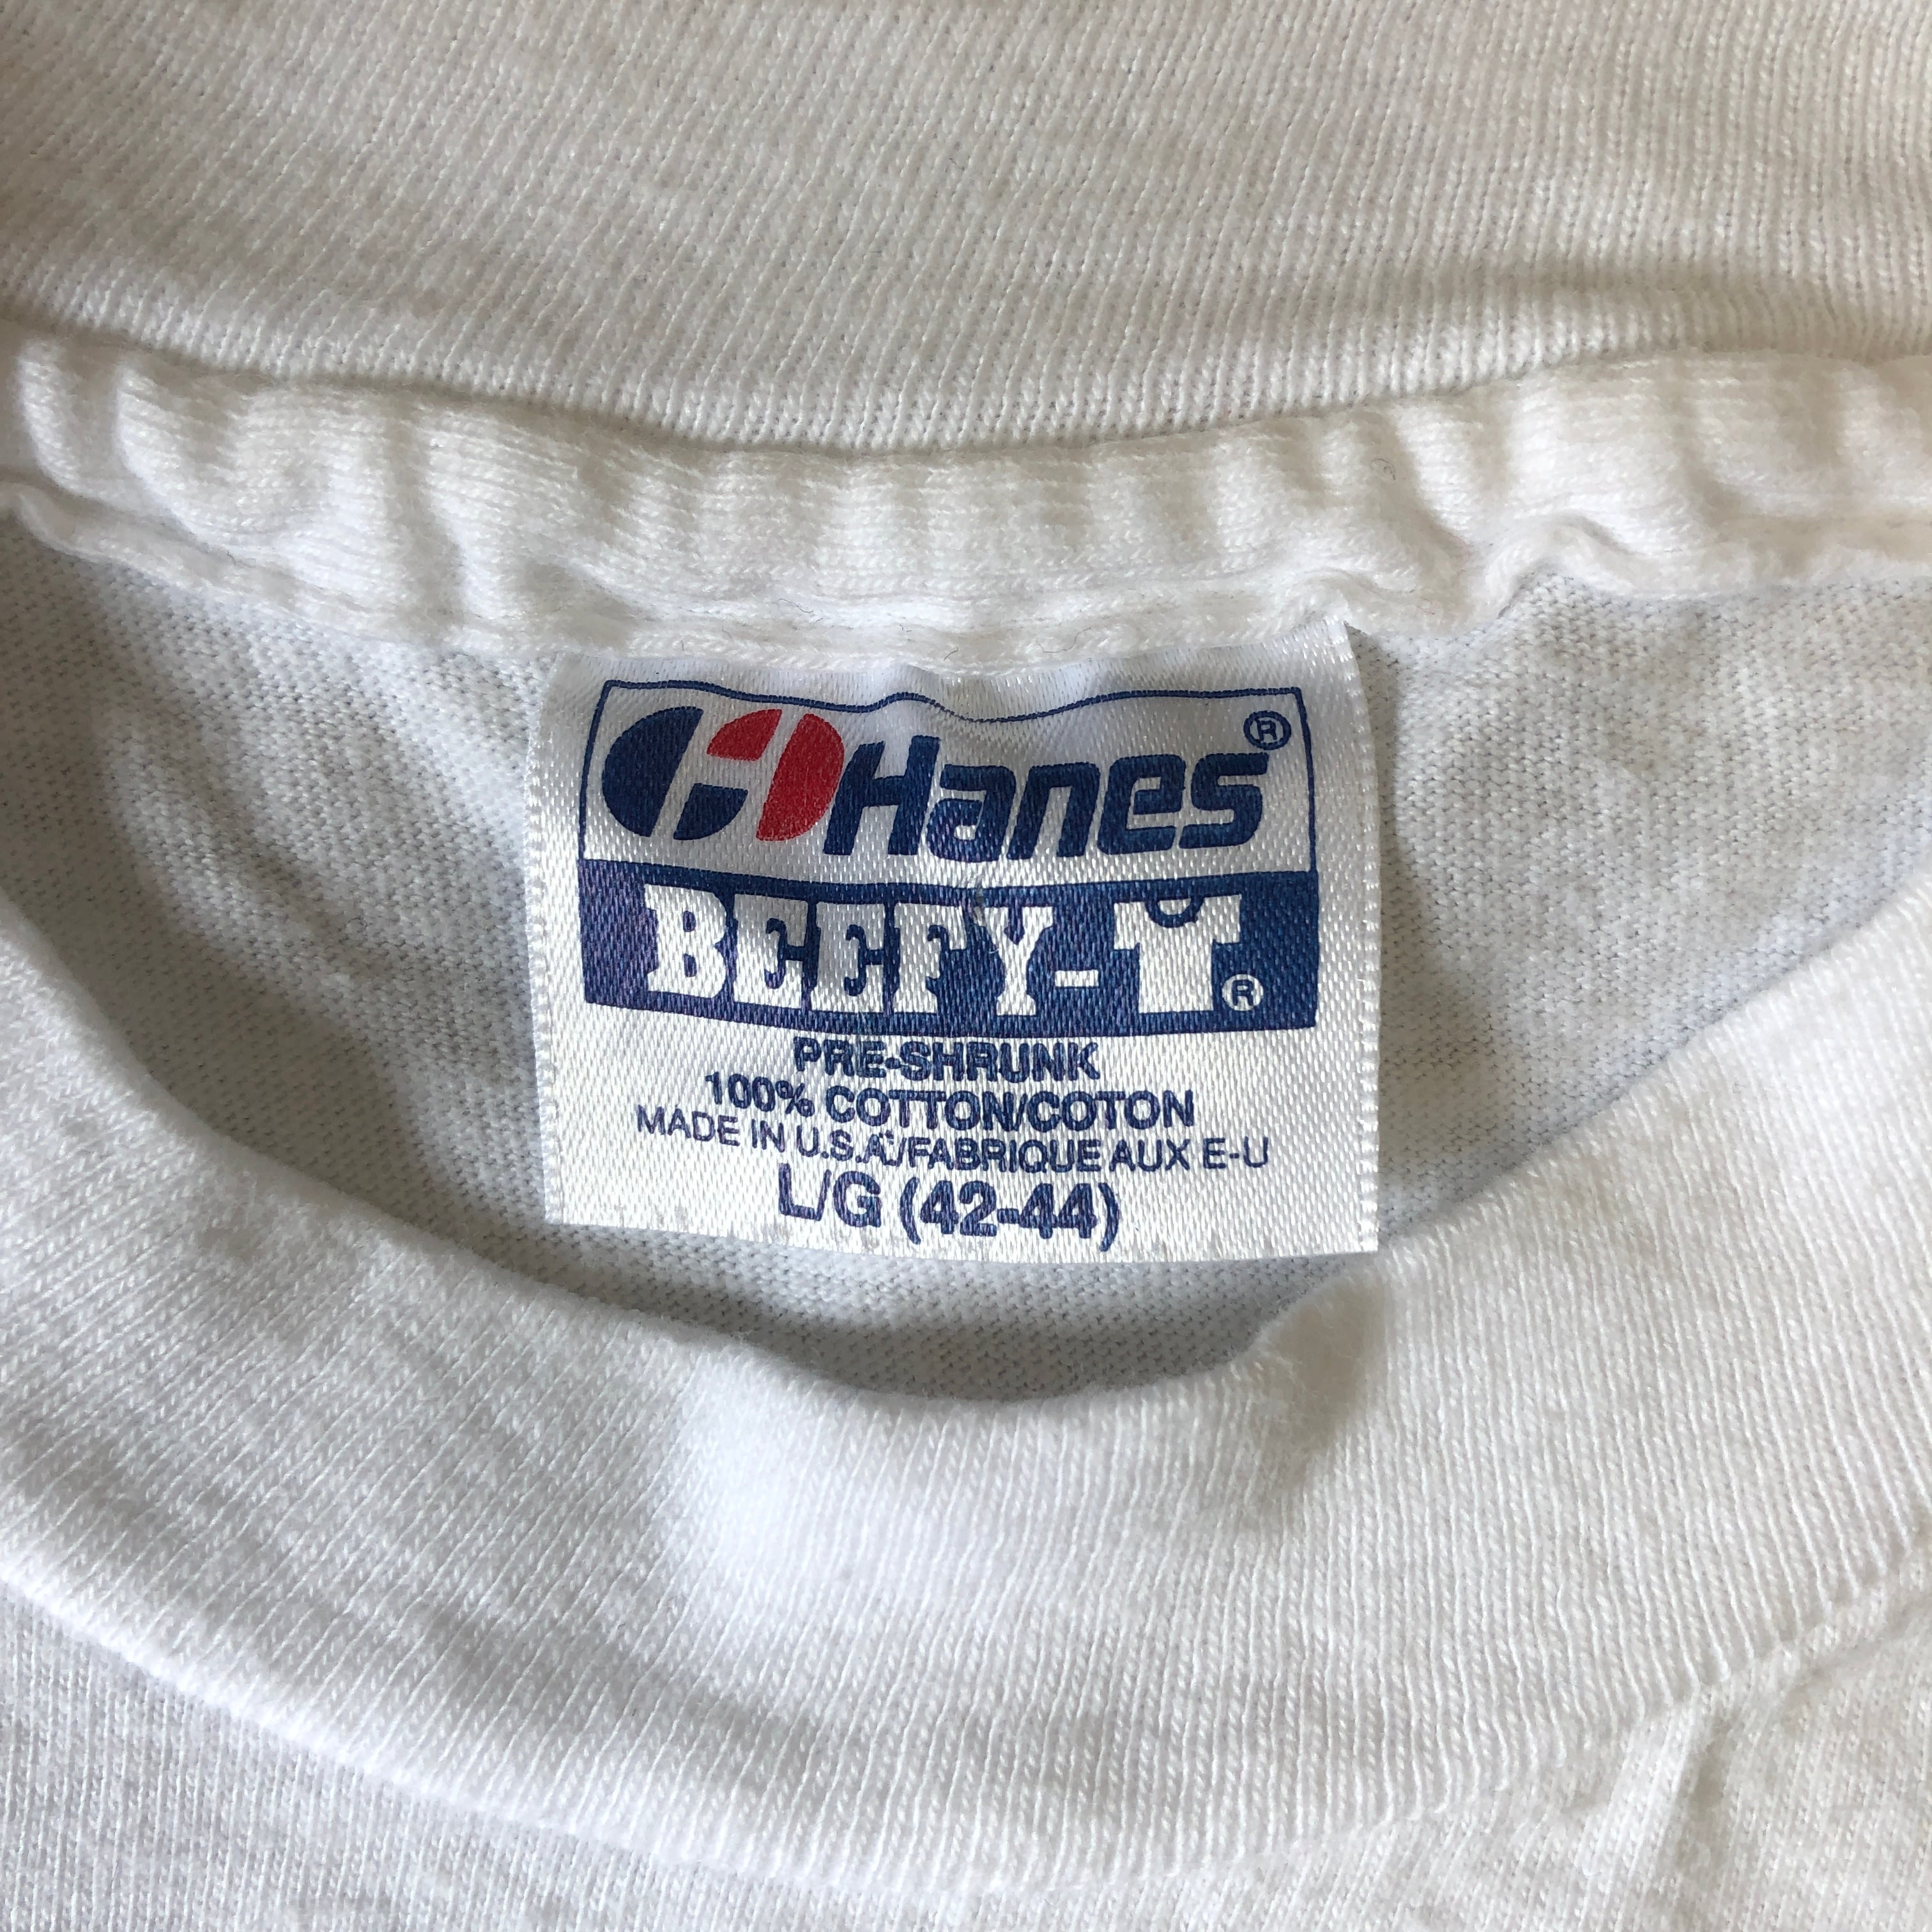 Hanes®
BEEFY-T®
PRE-SHRUNK
100% COTTON/COTON
MADE IN U.S.A./FABRIQUE AUX E-U
L/G (42-44)